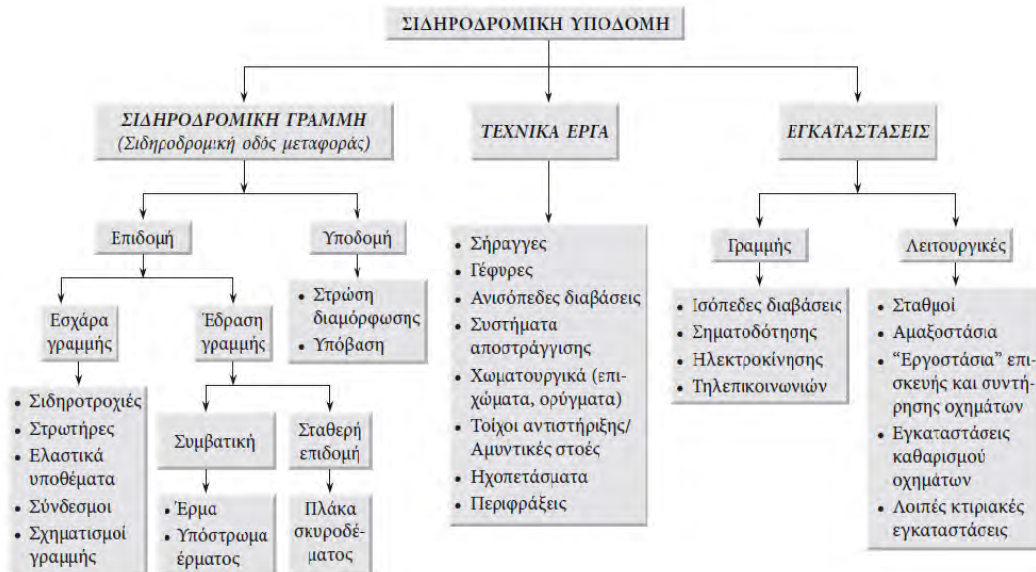 ΣΙΔΗΡΟΔΡΟΜΙΚΗ ΥΠΟΔΟΜΗ
ΣΙΔΗΡΟΔΡΟΜΙΚΗ ΓΡΑΜΜΗ
(Σιδηροδρομική οδός μεταφοράς)
Επιδομή
Εσχάρα
γραμμής
• Σιδηροτροχιές
• Στρωτήρες
• Ελαστικά
υποθέματα
• Σύνδεσμοι
• Σχηματισμοί
γραμμής
Έδραση
γραμμής
Συμβατική
• Έρμα
• Υπόστρωμα
έρματος
Σταθερή
επιδομή
Πλάκα
σκυροδέ-
ματος
Υποδομή
• Στρώση
διαμόρφωσης
• Υπόβαση
ΤΕΧΝΙΚΑ ΕΡΓΑ
• Σήραγγες
• Γέφυρες
• Ανισόπεδες διαβάσεις
• Συστήματα
αποστράγγισης
• Χωματουργικά (επι-
χώματα, ορύγματα)
• Τοίχοι αντιστήριξης/
Αμυντικές στοές
• Ηχοπετάσματα
• Περιφράξεις
ΕΓΚΑΤΑΣΤΑΣΕΙΣ
Γραμμής
• Ισόπεδες διαβάσεις
• Σηματοδότησης
• Ηλεκτροκίνησης
• Τηλεπικοινωνιών
Λειτουργικές
• Σταθμοί
• Αμαξοστάσια
• “Εργοστάσια” επι-
σκευής και συντή-
ρησης οχημάτων
• Εγκαταστάσεις
καθαρισμού
οχημάτων
• Λοιπές κτιριακές
εγκαταστάσεις